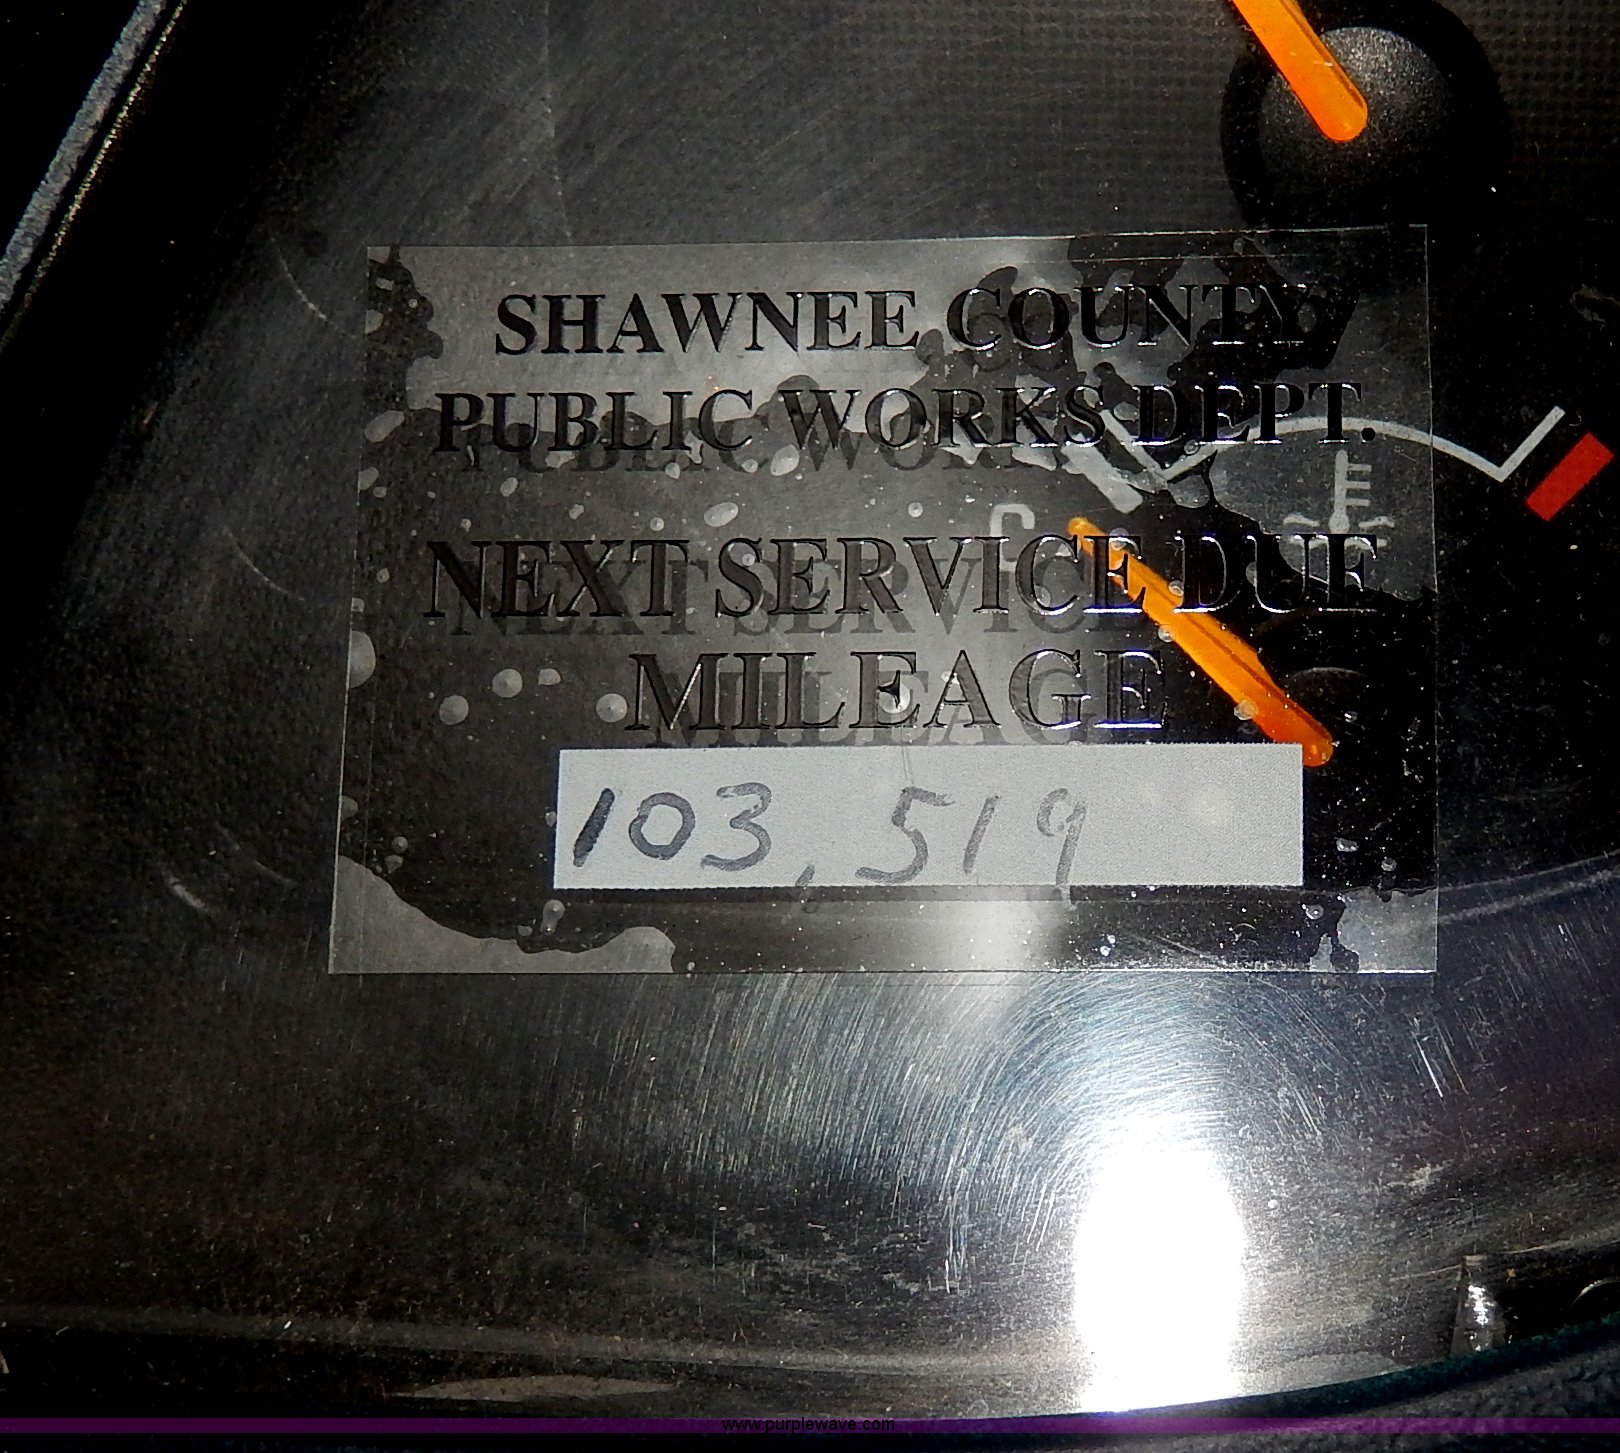 SHAWNEE COUNTY
PUBLIC WORKS DEPT.
C
NEXT SERVICE DUE
MILEAGE
103,519
www.purplewave.com